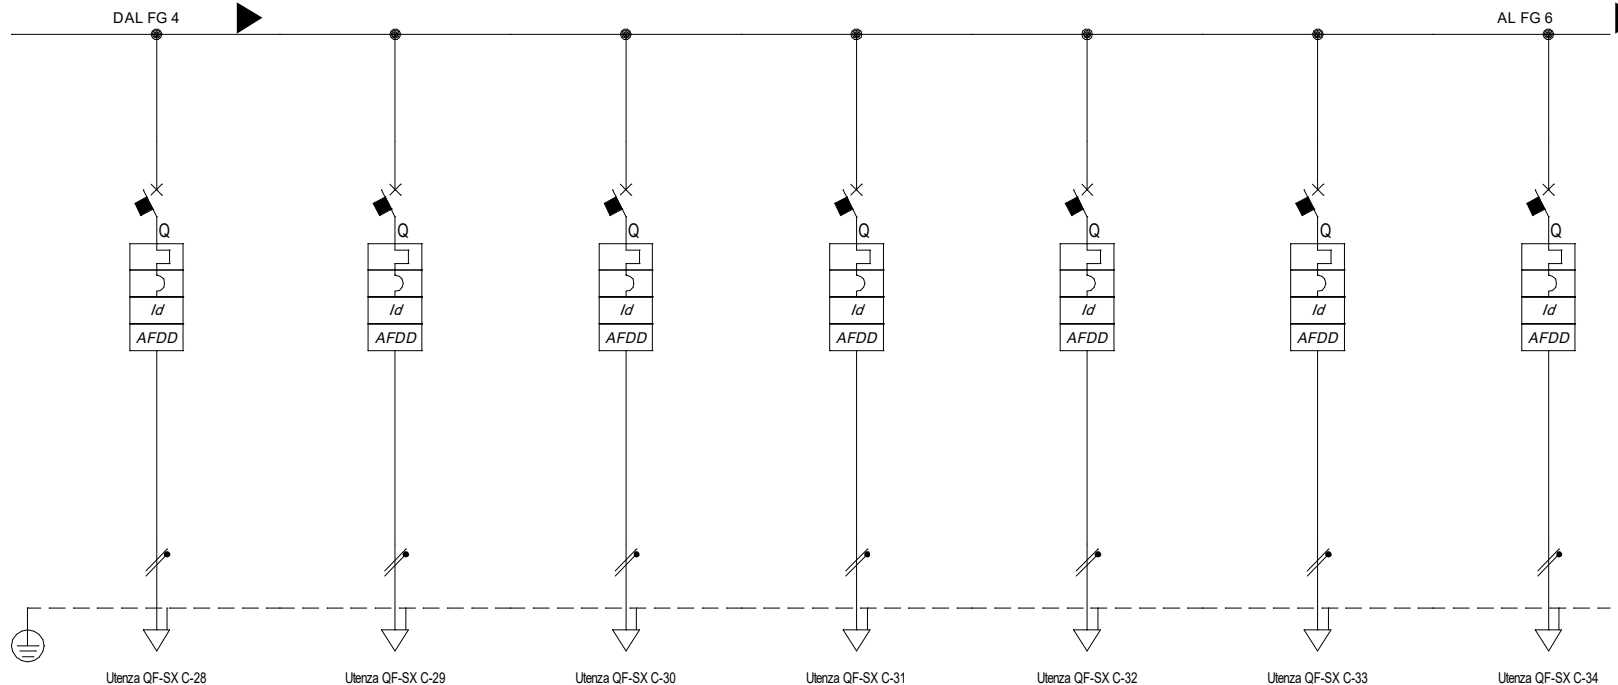 DAL FG 4
AL FG 6
Q Q Q Q Q Q Q
Id Id Id Id Id Id Id
AFDD AFDD AFDD AFDD AFDD AFDD AFDD
Utenza QF-SX C-28 Utenza QF-SX C-29 Utenza QF-SX C-30 Utenza QF-SX C-31 Utenza QF-SX C-32 Utenza QF-SX C-33 Utenza QF-SX C-34